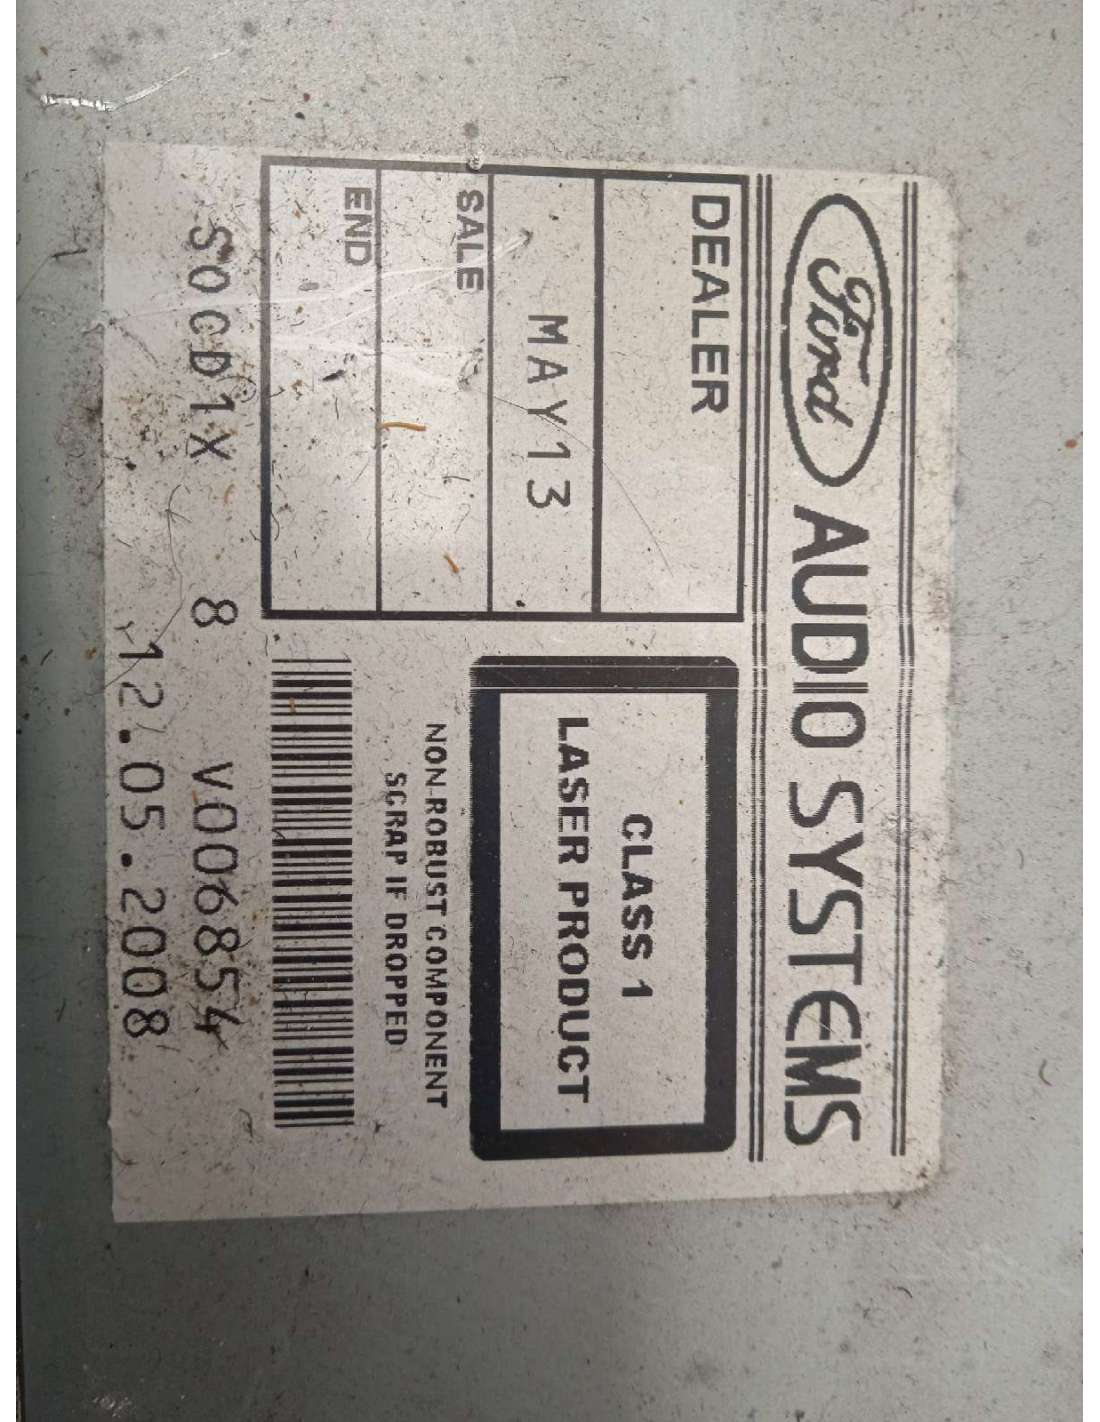 Ford AUDIO SYSTEMS
DEALER
MAY13
SALE
END
CLASS 1
LASER PRODUCT
NON-ROBUST COMPONENT
SCRAP IF DROPPED
SOCD1X 8 V006854
12.05.2008